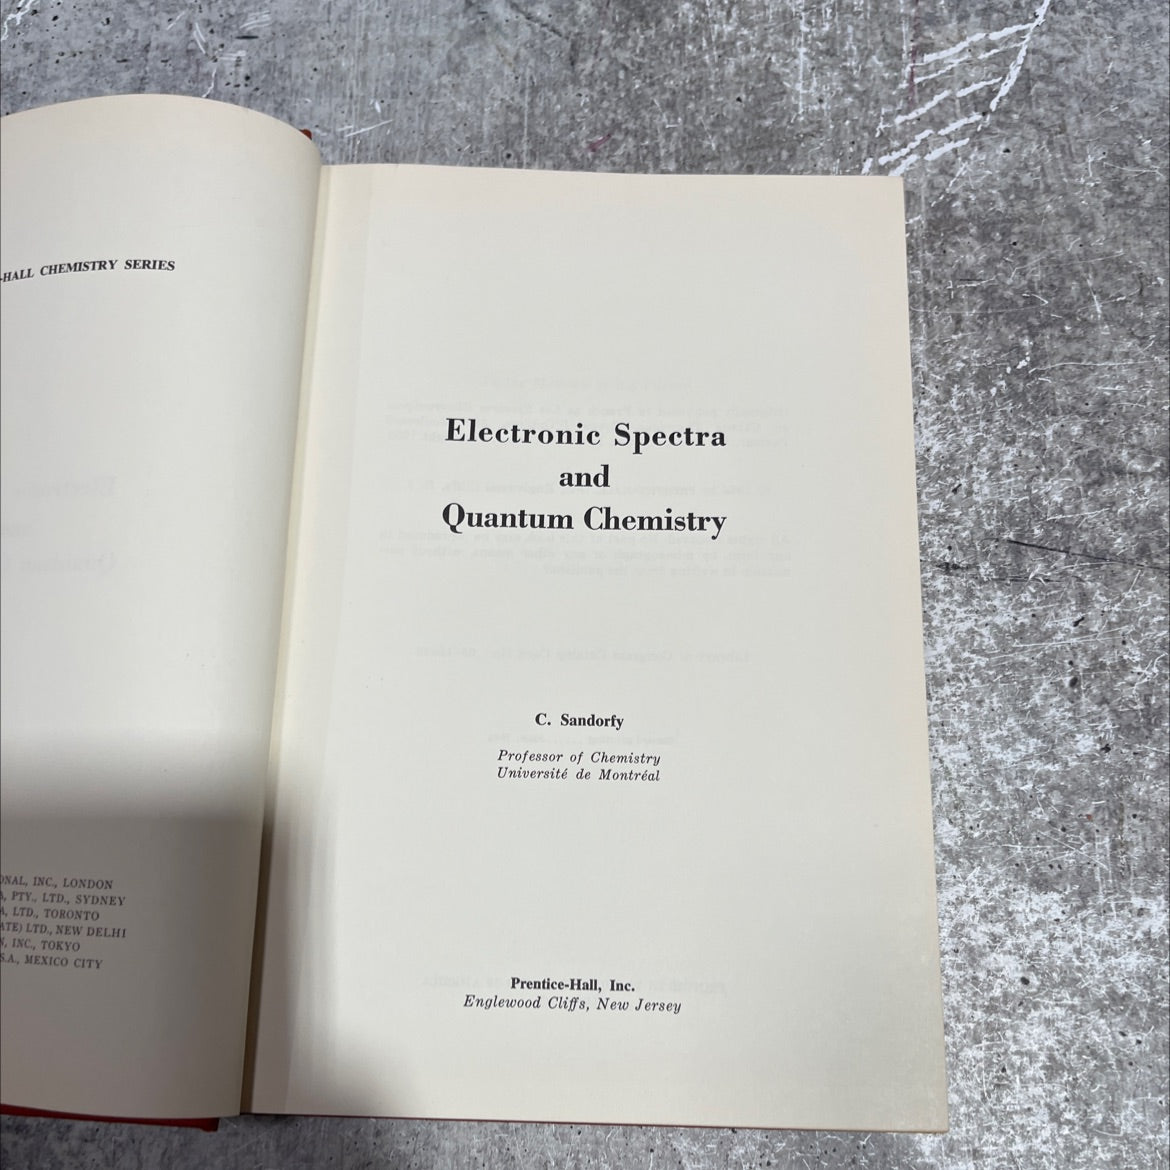 -HALL CHEMISTRY SERIES
ONAL, INC., LONDON
PTY., LTD., SYDNEY
LTD., TORONTO
LTD., NEW DELHI
INC., TOKYO
S.A., MEXICO CITY
Electronic Spectra
and
Quantum Chemistry
C. Sandorfy
Professor of Chemistry
Université de Montréal
Prentice-Hall, Inc.
Englewood Cliffs, New Jersey